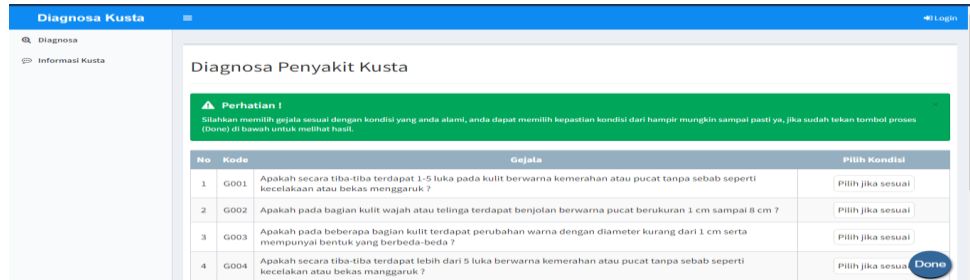 Diagnosa Kusta
Login
Diagnosa
Informasi Kusta
Diagnosa Penyakit Kusta
Perhatian !
Silahkan memilih gejala sesuai dengan kondisi yang anda alami, anda dapat memilih kepastian kondisi dari hampir mungkin sampai pasti ya, jika sudah tekan tombol proses
(Done) di bawah untuk melihat hasil.
No Kode Gejala Pilih Kondisi
1 G001 Apakah secara tiba-tiba terdapat 1-5 luka pada kulit berwarna kemerahan atau pucat tanpa sebab seperti
kecelakaan atau bekas menggaruk ? Pilih jika sesuai
2 G002 Apakah pada bagian kulit wajah atau telinga terdapat benjolan berwarna pucat berukuran 1 cm sampai 8 cm ? Pilih jika sesuai
3 G003 Apakah pada beberapa bagian kulit terdapat perubahan warna dengan diameter kurang dari 1 cm serta
mempunyai bentuk yang berbeda-beda ? Pilih jika sesuai
4 G004 Apakah secara tiba-tiba terdapat lebih dari 5 luka berwarna kemerahan atau pucat tanpa sebab seperti
kecelakan atau bekas manggaruk ? Pilih jika sesua
Done